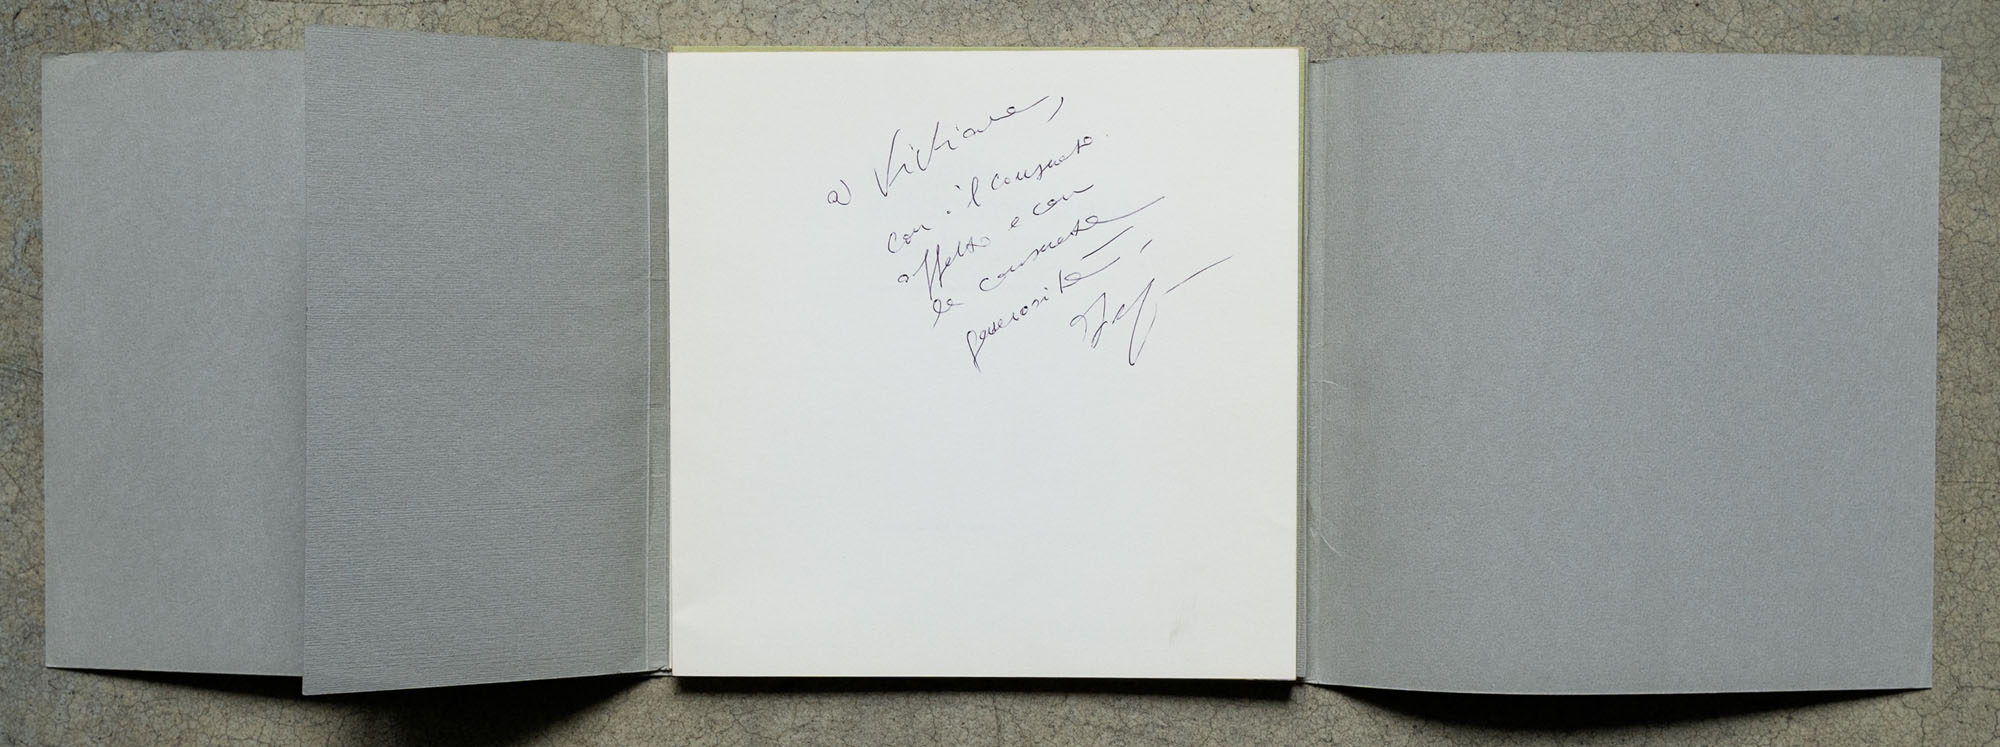 a Viviana,
con il consueto
affetto e con
la consueta
generosità -